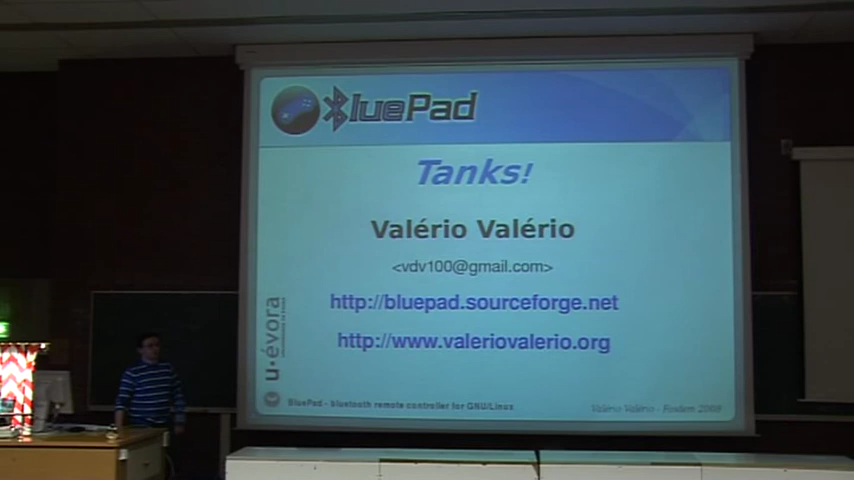 BluePad
Tanks!
Valério Valério
<vdv100@gmail.com>
http://bluepad.sourceforge.net
http://www.valeriovalerio.org
u·évora
BluePad - bluetooth remote controller for GNU/Linux
Valério Valério - Fosdem 2008